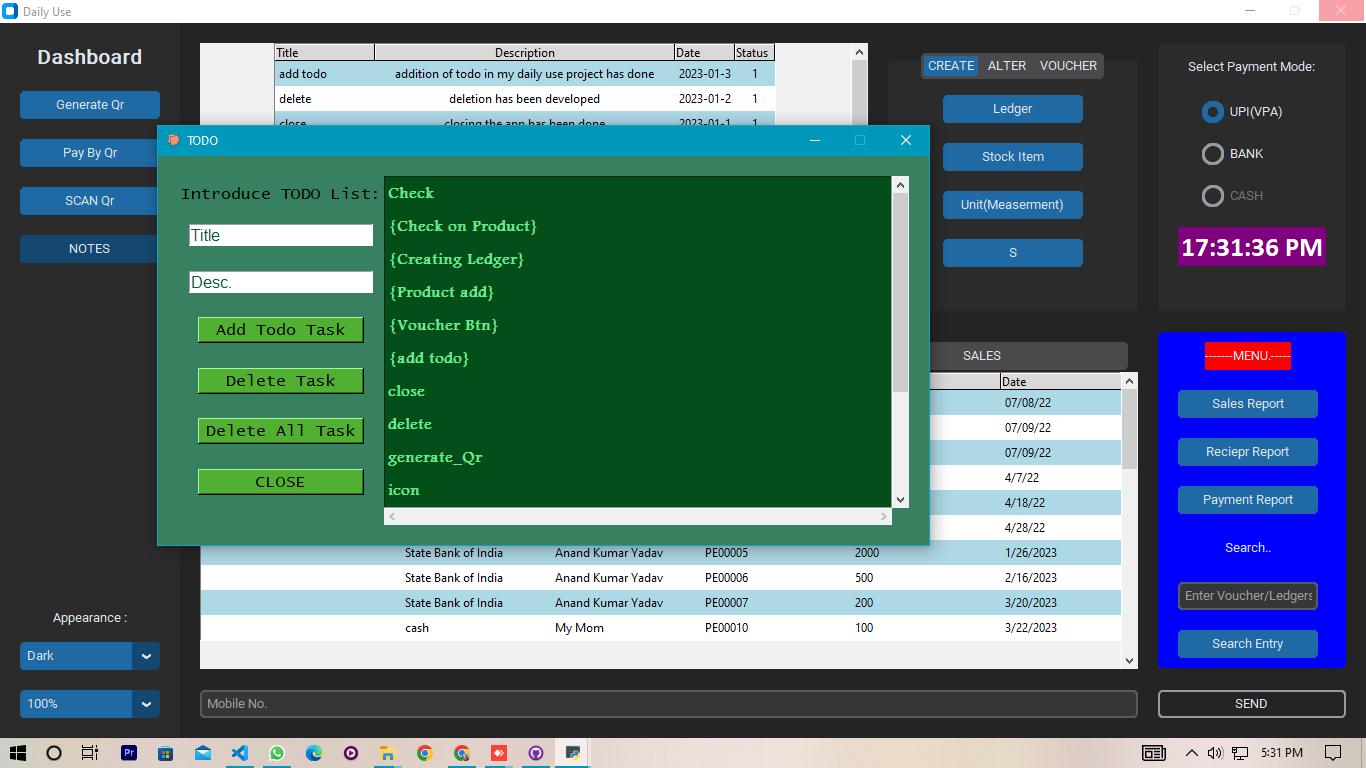 Daily Use
Dashboard
Generate Qr
Pay By Qr
SCAN Qr
NOTES
Appearance :
Dark
100%
Title Description Date Status
add todo addition of todo in my daily use project has done 2023-01-3 1
delete deletion has been developed 2023-01-2 1
close closing the app has been done 2023-01-1 1
TODO
Introduce TODO List:
Title
Desc.
Add Todo Task
Delete Task
Delete All Task
CLOSE
Check
{Check on Product}
{Creating Ledger}
{Product add}
{Voucher Btn}
{add todo}
close
delete
generate_Qr
icon
CREATE ALTER VOUCHER
Ledger
Stock Item
Unit(Measerment)
S
Select Payment Mode:
UPI(VPA)
BANK
CASH
17:31:36 PM
SALES
Date
07/08/22
07/09/22
07/09/22
4/7/22
4/18/22
4/28/22
State Bank of India Anand Kumar Yadav PE00005 2000 1/26/2023
State Bank of India Anand Kumar Yadav PE00006 500 2/16/2023
State Bank of India Anand Kumar Yadav PE00007 200 3/20/2023
cash My Mom PE00010 100 3/22/2023
-------MENU.-----
Sales Report
Reciepr Report
Payment Report
Search..
Enter Voucher/Ledgers
Search Entry
Mobile No.
SEND
Pr
5:31 PM